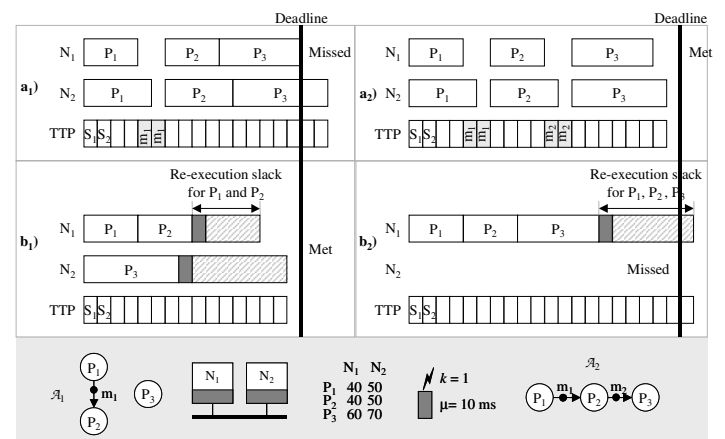 Deadline Deadline
N1 P1 P2 P3 Missed N1 P1 P2 P3 Met
a1) N2 P1 P2 P3 a2) N2 P1 P2 P3
TTP S1 S2 m1 m1 TTP S1 S2 m1 m1 m2 m2
Re-execution slack Re-execution slack
for P1 and P2 for P1, P2 , P3
b1) N1 P1 P2 b2) N1 P1 P2 P3
Met
N2 P3 N2 Missed
TTP S1 S2 TTP S1 S2
P1 N1 N2 N1 N2 𝒜2
𝒜1 m1 P3 P1 40 50 k = 1 P1 m1 P2 m2 P3
P2 P2 40 50 μ= 10 ms
P3 60 70